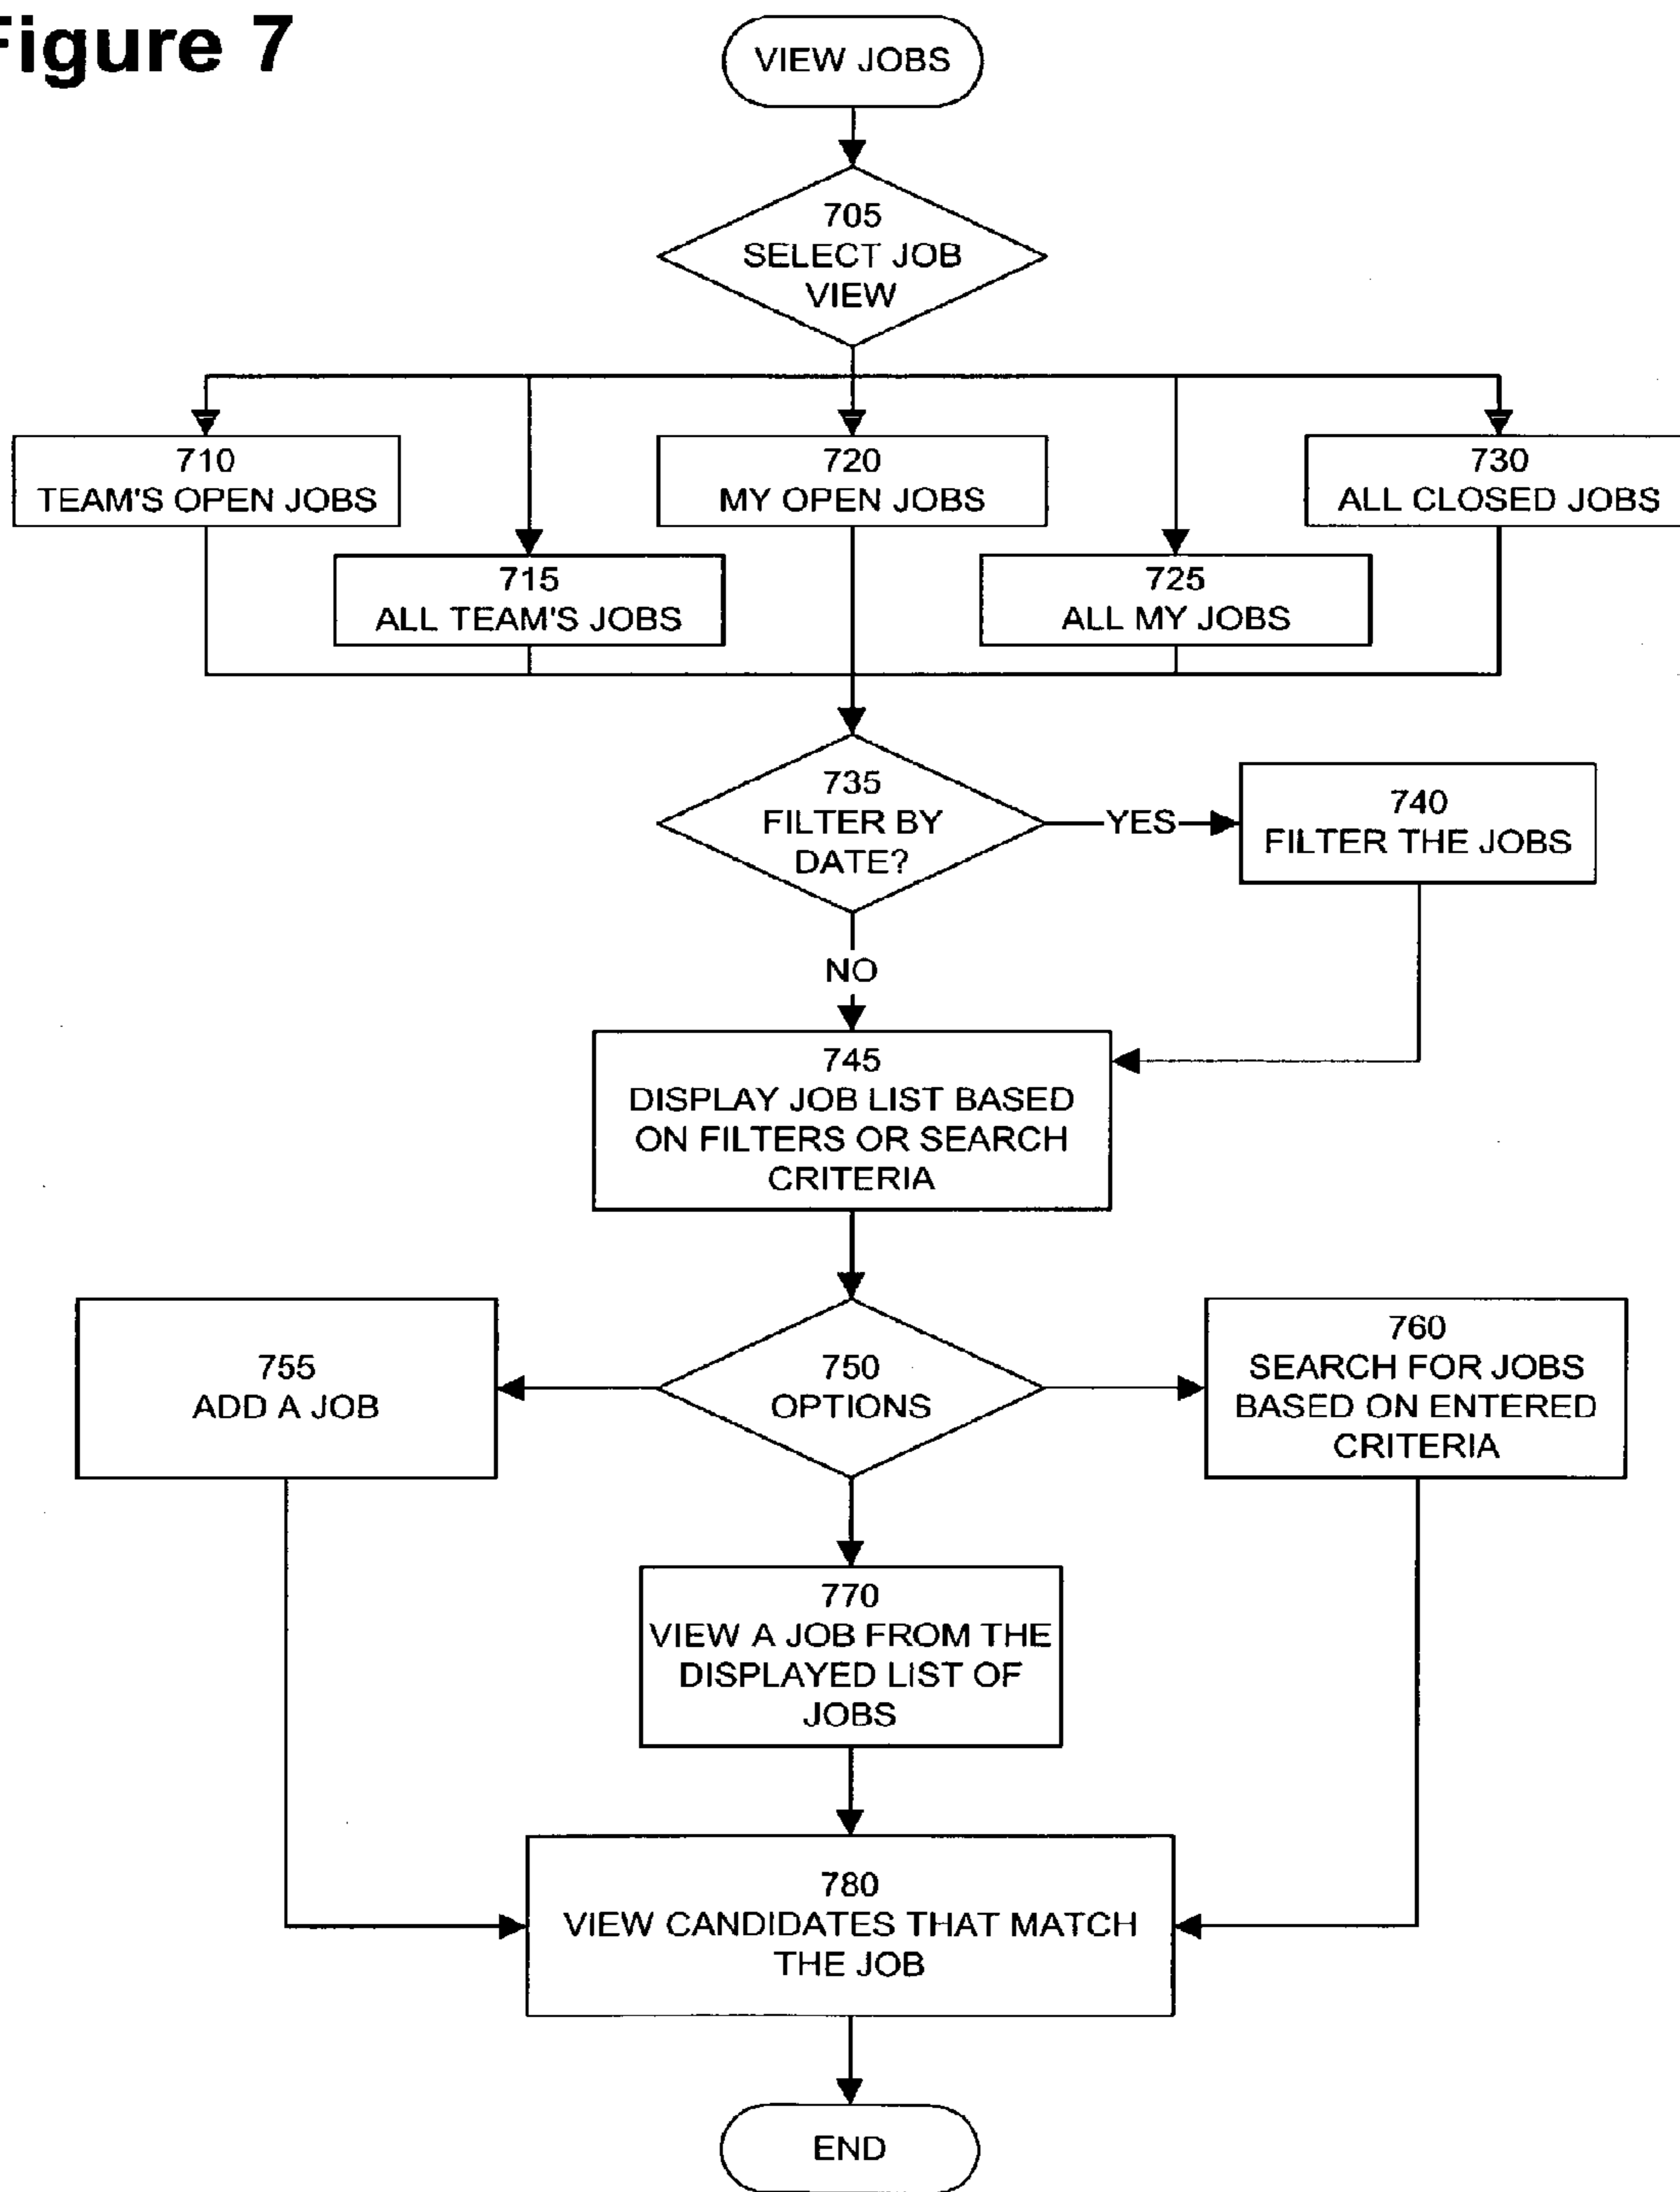 Figure 7
VIEW JOBS
705
SELECT JOB
VIEW
710
TEAM'S OPEN JOBS
720
MY OPEN JOBS
730
ALL CLOSED JOBS
715
ALL TEAM'S JOBS
725
ALL MY JOBS
735
FILTER BY
DATE?
YES
740
FILTER THE JOBS
NO
745
DISPLAY JOB LIST BASED
ON FILTERS OR SEARCH
CRITERIA
755
ADD A JOB
750
OPTIONS
760
SEARCH FOR JOBS
BASED ON ENTERED
CRITERIA
770
VIEW A JOB FROM THE
DISPLAYED LIST OF
JOBS
780
VIEW CANDIDATES THAT MATCH
THE JOB
END